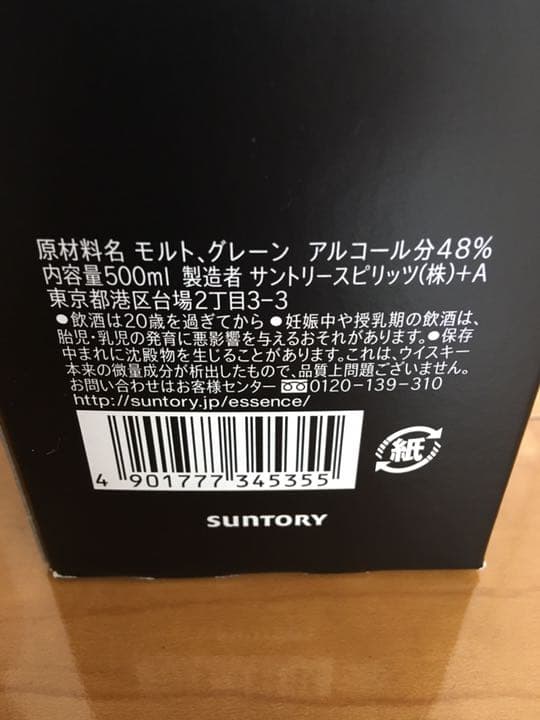 原材料名 モルト、グレーン アルコール分48%
内容量500ml 製造者 サントリースピリッツ(株)+A
東京都港区台場2丁目3-3
●飲酒は20歳を過ぎてから ●妊娠中や授乳期の飲酒は、
胎児・乳児の発育に悪影響を与えるおそれがあります。●保存
中まれに沈殿物を生じることがあります。これは、ウイスキー
本来の微量成分が析出したもので、品質上問題ございません。
お問い合わせはお客様センター 0120-139-310
http://suntory.jp/essence/
4 901777 345355
紙
SUNTORY